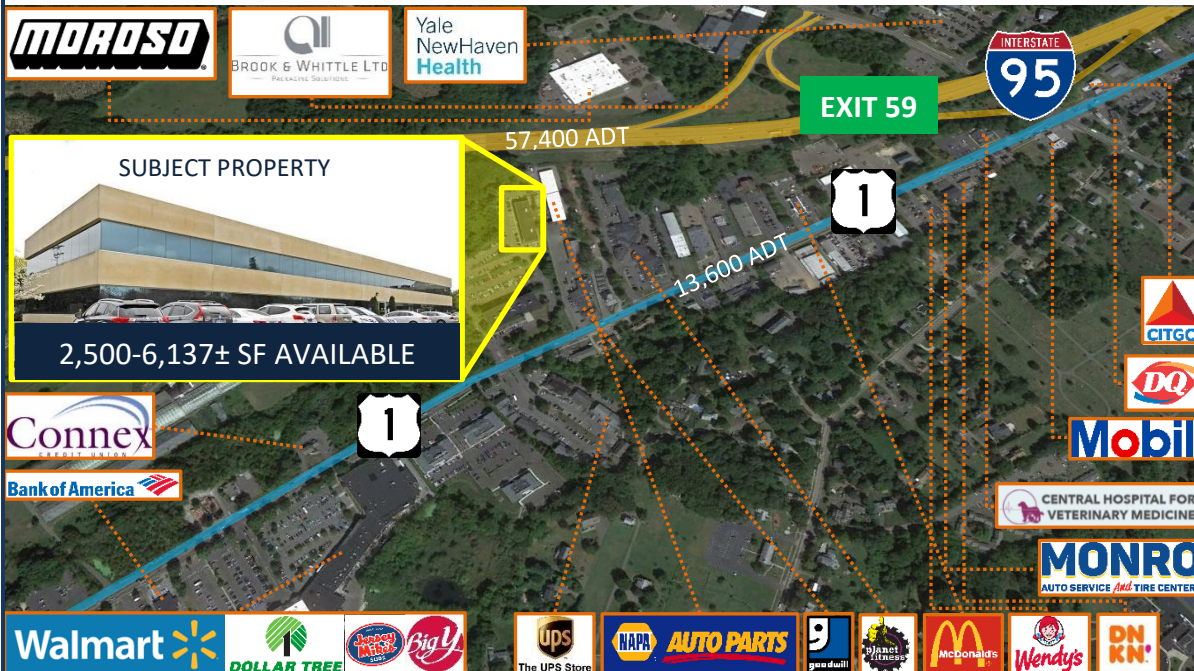 MOROSO
BROOK & WHITTLE LTD
PACKAGING SOLUTIONS
Yale
NewHaven
Health
INTERSTATE
95
EXIT 59
57,400 ADT
SUBJECT PROPERTY
2,500-6,137± SF AVAILABLE
1
13,600 ADT
1
CITGO
DQ
Mobil
Connex
CREDIT UNION
Bank of America
CENTRAL HOSPITAL FOR
VETERINARY MEDICINE
MONRO
AUTO SERVICE And TIRE CENTER
Walmart
DOLLAR TREE
Jersey
Mike's
SUBS
Big Y
ups
The UPS Store
NAPA AUTO PARTS
g
goodwill
planet
fitness
McDonald's
Wendy's
DN
KN'